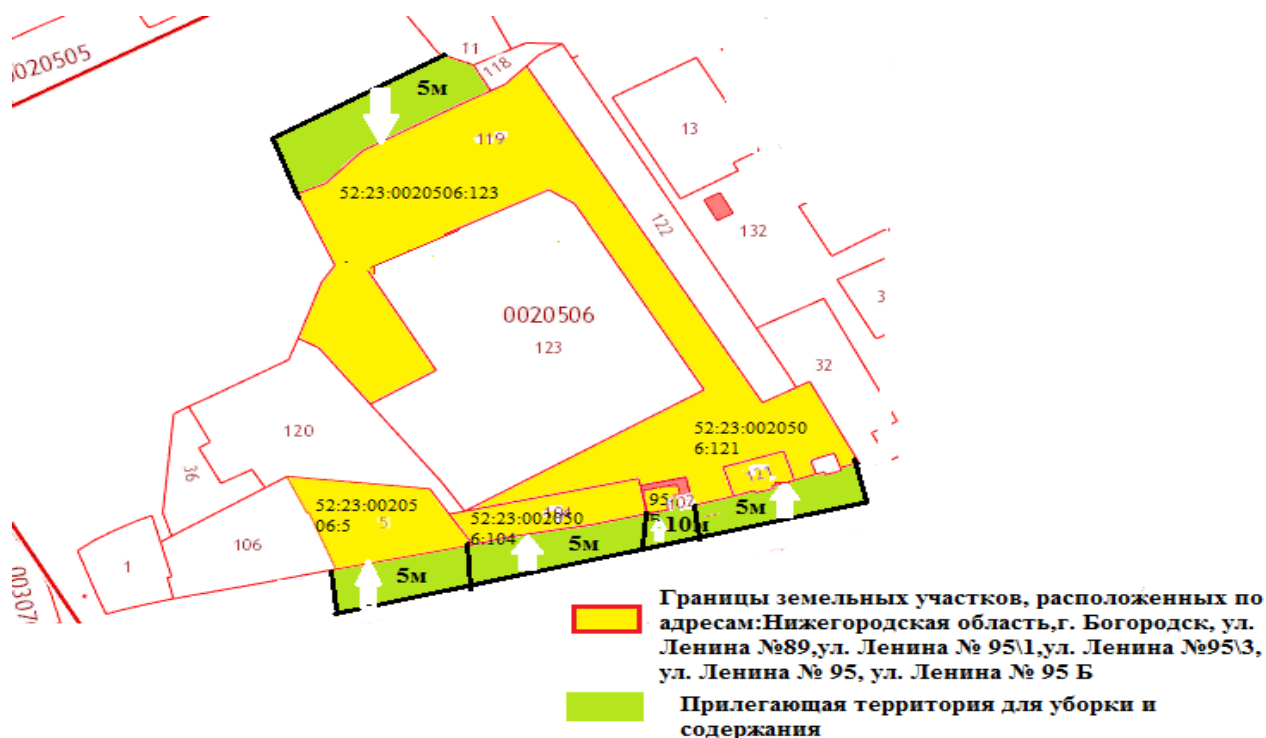 0020505
11
118
5м
119
13
52:23:0020506:123
122
132
0020506
123
3
32
120
36
52:23:002050
6:121
121
95
102
52:23:00205
06:5
5
104
52:23:002050
6:104
10м
5м
5м
5м
106
1
00307
Границы земельных участков, расположенных по
адресам:Нижегородская область,г. Богородск, ул.
Ленина №89,ул. Ленина № 95\1,ул. Ленина №95\3,
ул. Ленина № 95, ул. Ленина № 95 Б
Прилегающая территория для уборки и
содержания